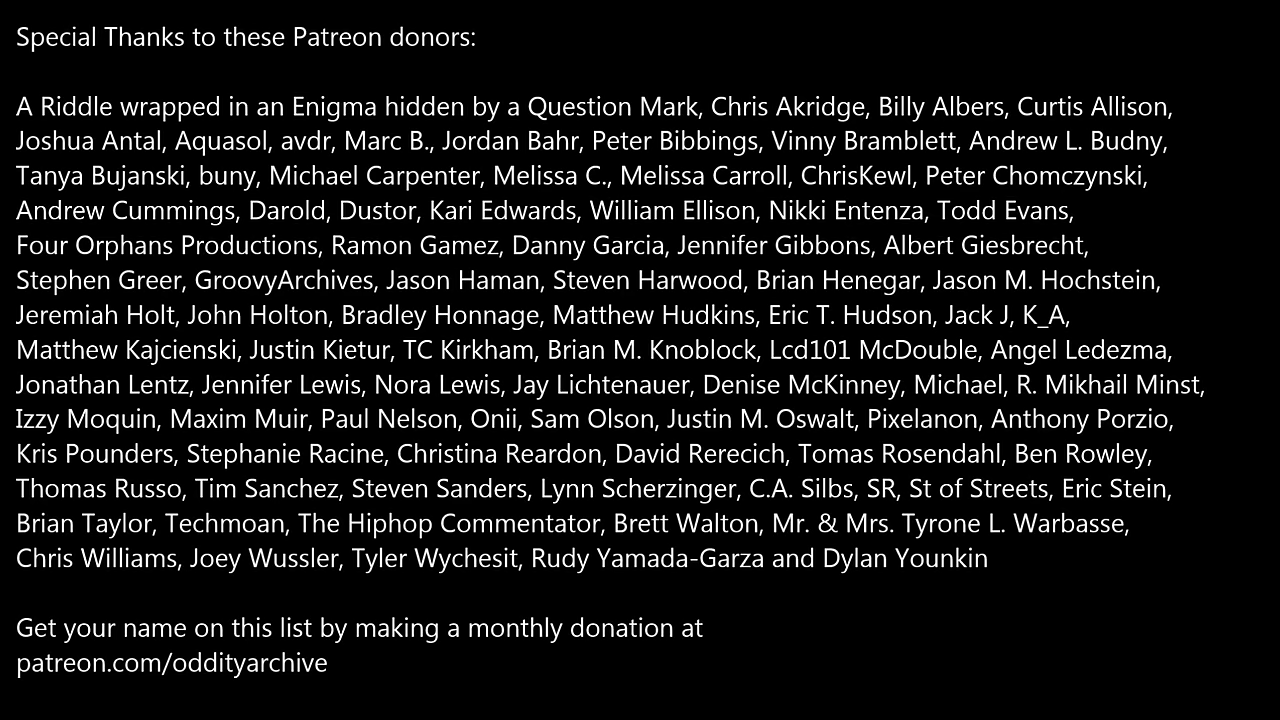 Special Thanks to these Patreon donors:
A Riddle wrapped in an Enigma hidden by a Question Mark, Chris Akridge, Billy Albers, Curtis Allison,
Joshua Antal, Aquasol, avdr, Marc B., Jordan Bahr, Peter Bibbings, Vinny Bramblett, Andrew L. Budny,
Tanya Bujanski, buny, Michael Carpenter, Melissa C., Melissa Carroll, ChrisKewl, Peter Chomczynski,
Andrew Cummings, Darold, Dustor, Kari Edwards, William Ellison, Nikki Entenza, Todd Evans,
Four Orphans Productions, Ramon Gamez, Danny Garcia, Jennifer Gibbons, Albert Giesbrecht,
Stephen Greer, GroovyArchives, Jason Haman, Steven Harwood, Brian Henegar, Jason M. Hochstein,
Jeremiah Holt, John Holton, Bradley Honnage, Matthew Hudkins, Eric T. Hudson, Jack J, K_A,
Matthew Kajcienski, Justin Kietur, TC Kirkham, Brian M. Knoblock, Lcd101 McDouble, Angel Ledezma,
Jonathan Lentz, Jennifer Lewis, Nora Lewis, Jay Lichtenauer, Denise McKinney, Michael, R. Mikhail Minst,
Izzy Moquin, Maxim Muir, Paul Nelson, Onii, Sam Olson, Justin M. Oswalt, Pixelanon, Anthony Porzio,
Kris Pounders, Stephanie Racine, Christina Reardon, David Rerecich, Tomas Rosendahl, Ben Rowley,
Thomas Russo, Tim Sanchez, Steven Sanders, Lynn Scherzinger, C.A. Silbs, SR, St of Streets, Eric Stein,
Brian Taylor, Techmoan, The Hiphop Commentator, Brett Walton, Mr. & Mrs. Tyrone L. Warbasse,
Chris Williams, Joey Wussler, Tyler Wychesit, Rudy Yamada-Garza and Dylan Younkin
Get your name on this list by making a monthly donation at
patreon.com/oddityarchive